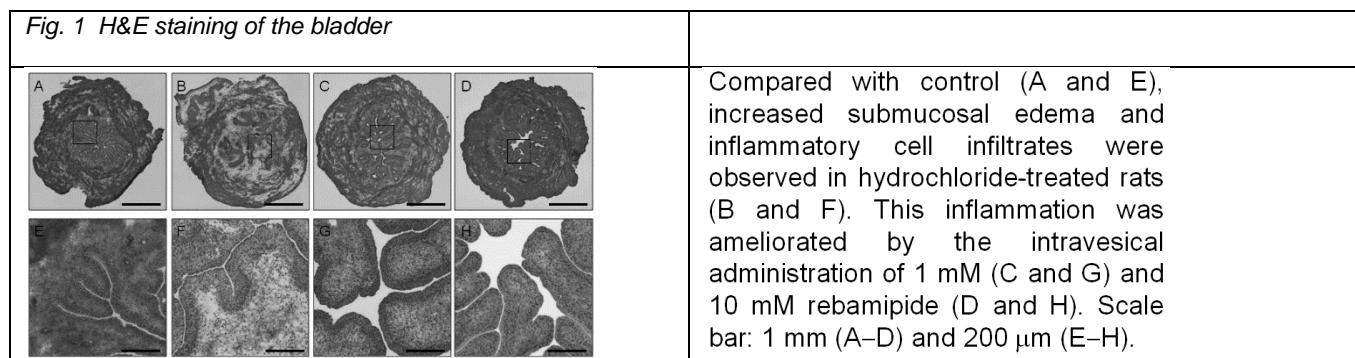 Fig. 1 H&E staining of the bladder
A
B
C
D
E
F
G
H
Compared with control (A and E),
increased submucosal edema and
inflammatory cell infiltrates were
observed in hydrochloride-treated rats
(B and F). This inflammation was
ameliorated by the intravesical
administration of 1 mM (C and G) and
10 mM rebamipide (D and H). Scale
bar: 1 mm (A–D) and 200 μm (E–H).